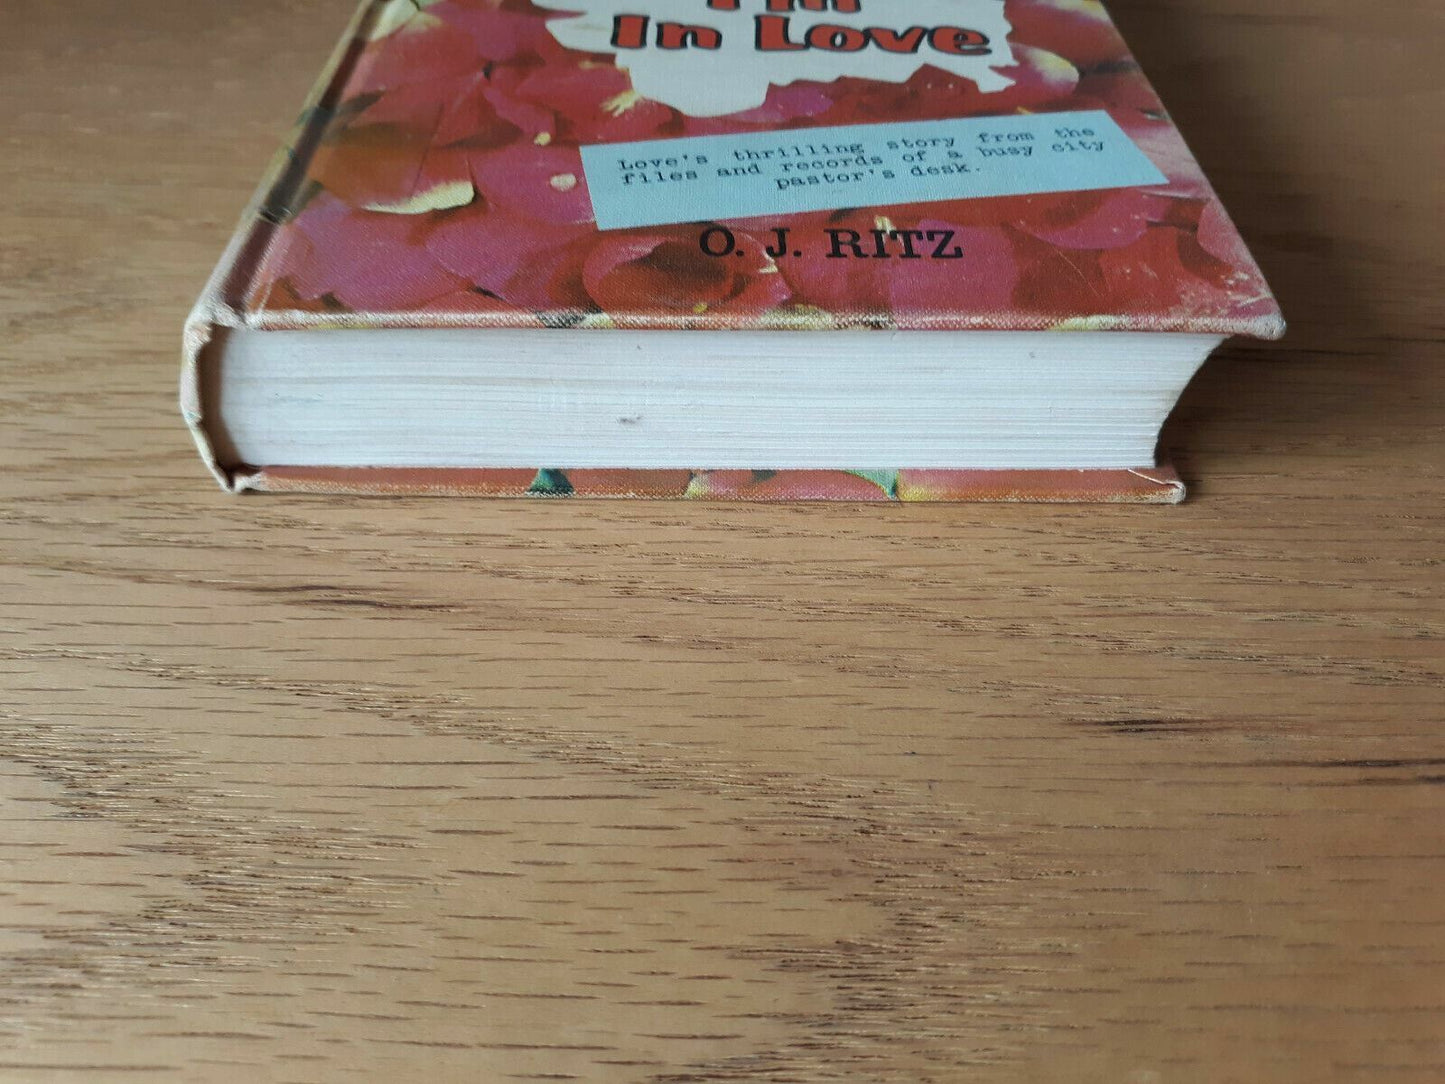 I'm
In Love
Love's thrilling story from the
files and records of a busy city
pastor's desk.
O. J. RITZ